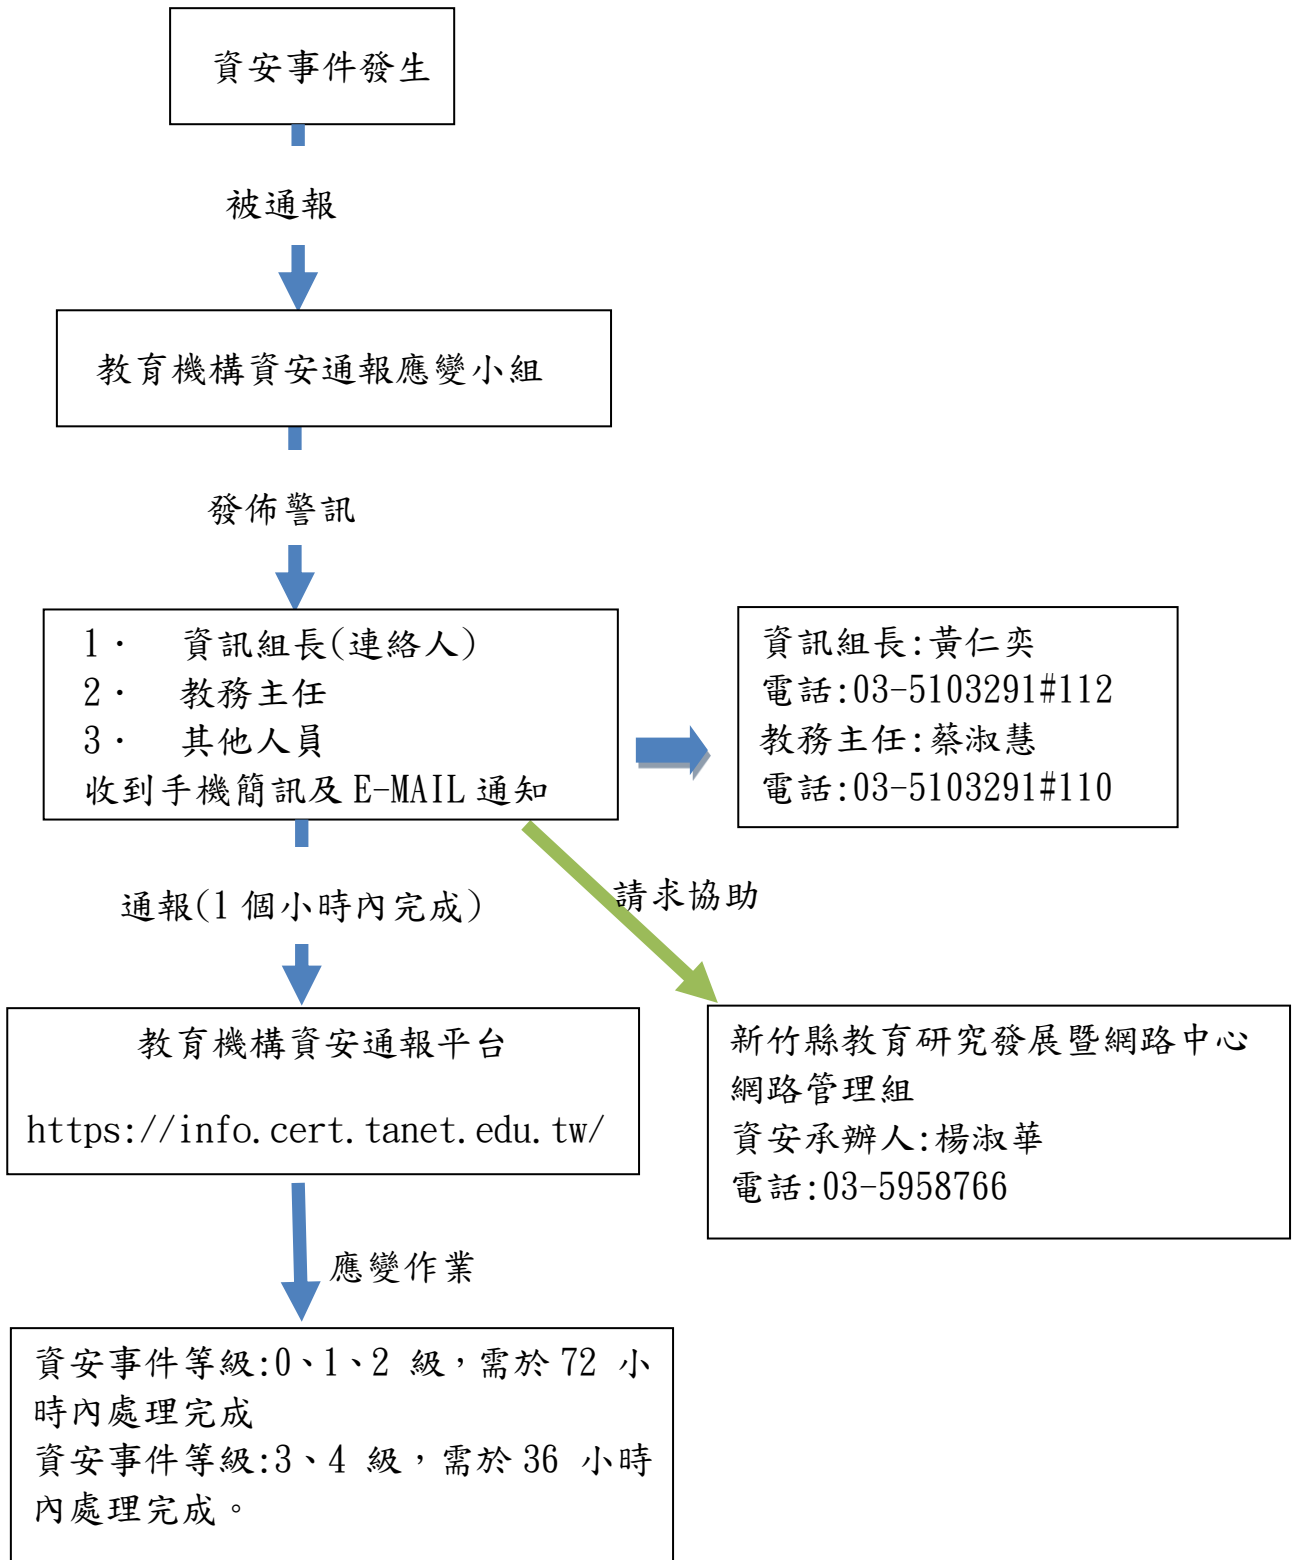 資安事件發生
被通報
教育機構資安通報應變小組
發佈警訊
1. 資訊組長(連絡人)
2. 教務主任
3. 其他人員
收到手機簡訊及 E-MAIL 通知
資訊組長:黃仁奕
電話:03-5103291#112
教務主任:蔡淑慧
電話:03-5103291#110
通報(1 個小時內完成)
請求協助
教育機構資安通報平台
https://info.cert.tanet.edu.tw/
新竹縣教育研究發展暨網路中心
網路管理組
資安承辦人:楊淑華
電話:03-5958766
應變作業
資安事件等級:0、1、2 級，需於 72 小
時內處理完成
資安事件等級:3、4 級，需於 36 小時
內處理完成。